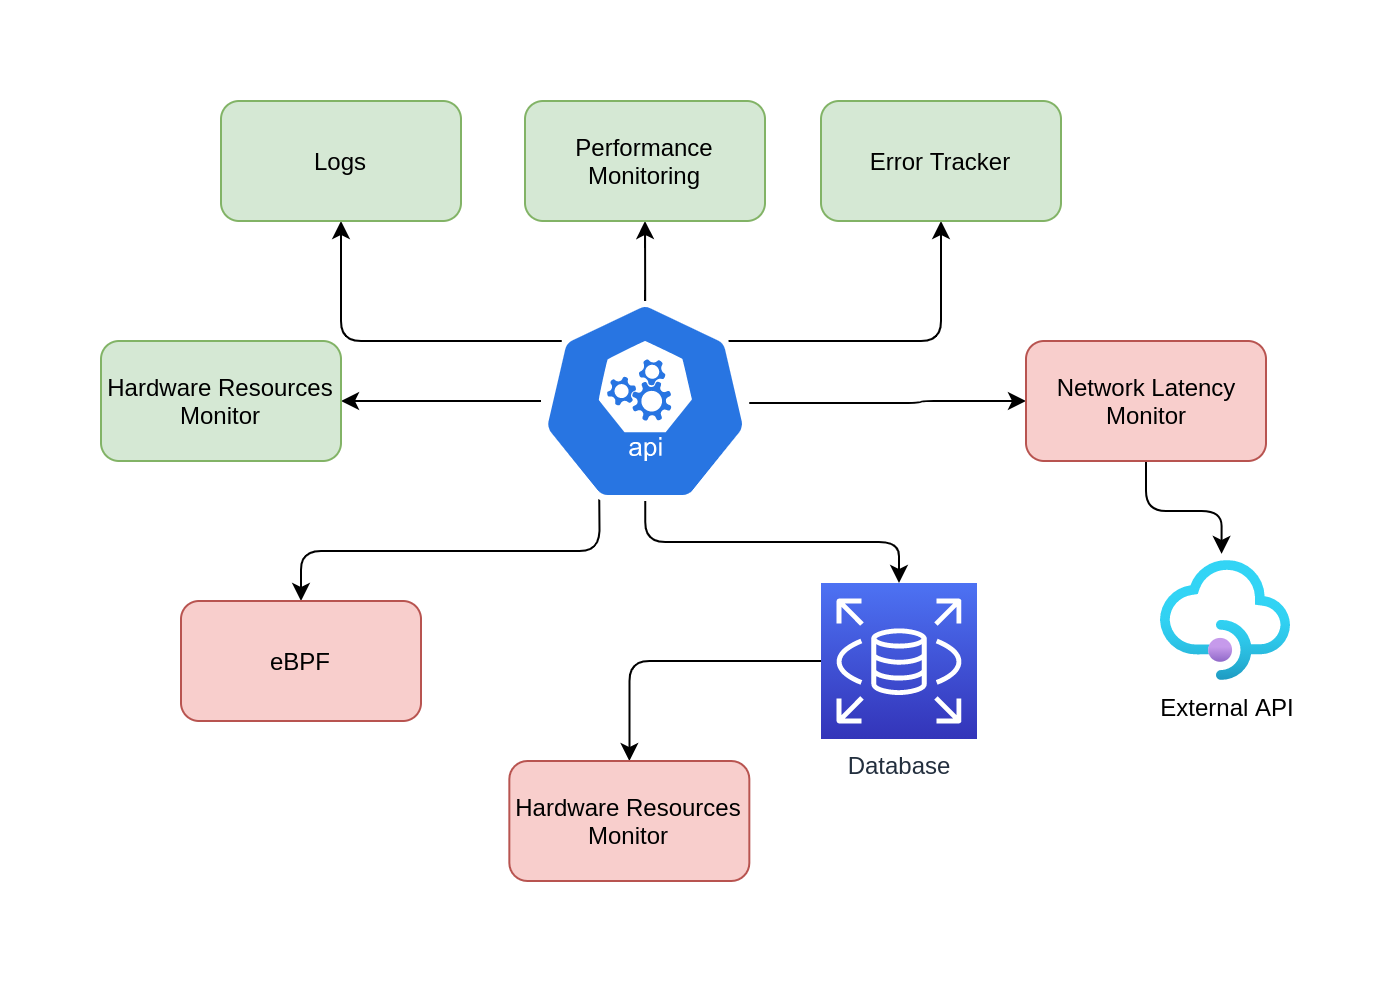 Logs
Performance
Monitoring
Error Tracker
Hardware Resources
Monitor
api
Network Latency
Monitor
eBPF
External API
Database
Hardware Resources
Monitor